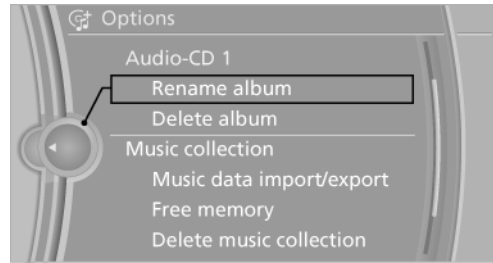 Options
Audio-CD 1
Rename album
Delete album
Music collection
Music data import/export
Free memory
Delete music collection